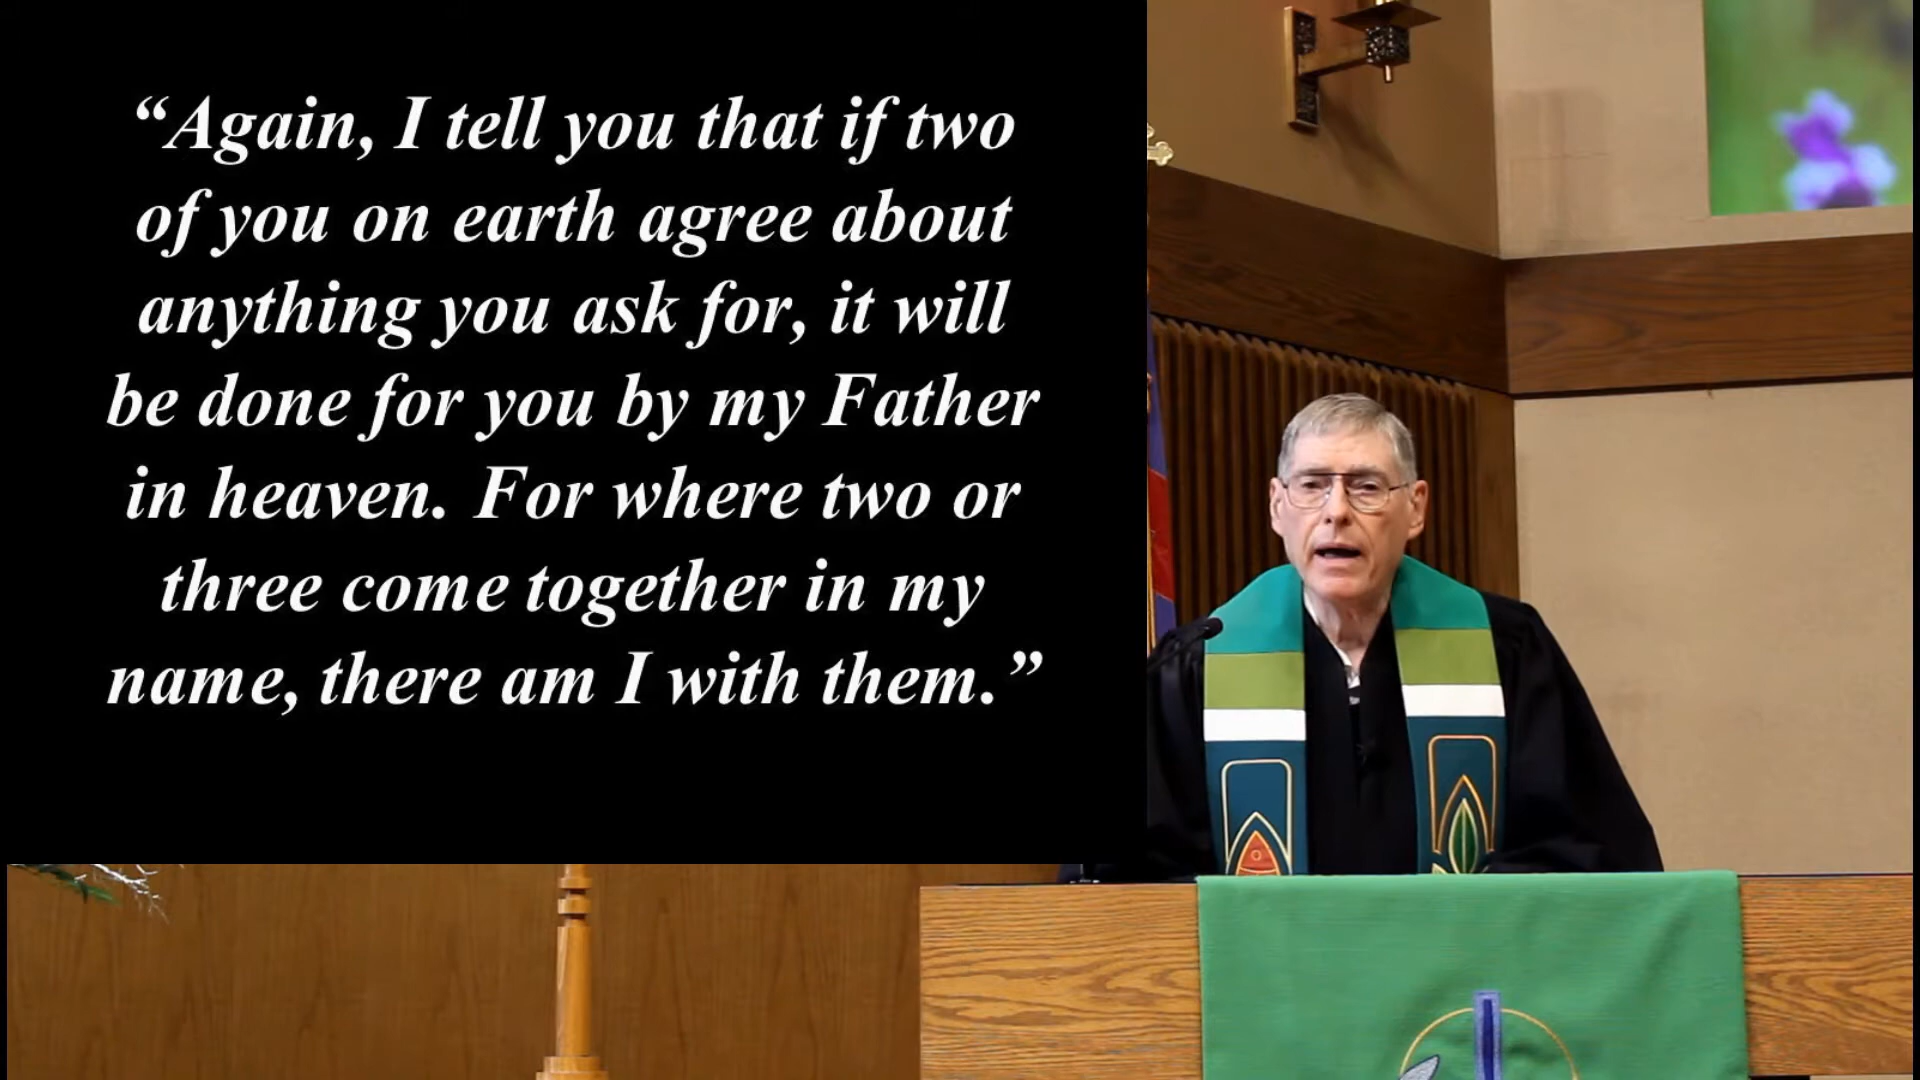 “Again, I tell you that if two
of you on earth agree about
anything you ask for, it will
be done for you by my Father
in heaven. For where two or
three come together in my
name, there am I with them.”